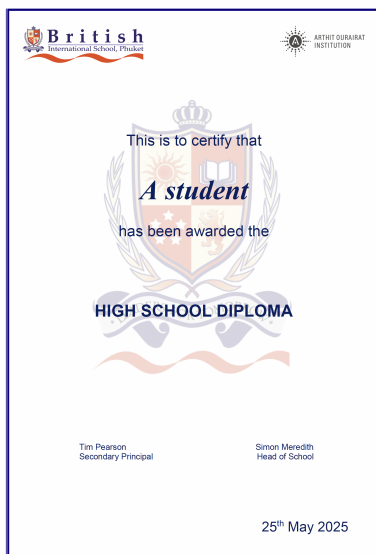 British
International School, Phuket
ARTHIT OURAIRAT
INSTITUTION
This is to certify that
A student
has been awarded the
HIGH SCHOOL DIPLOMA
Tim Pearson
Secondary Principal
Simon Meredith
Head of School
25th May 2025